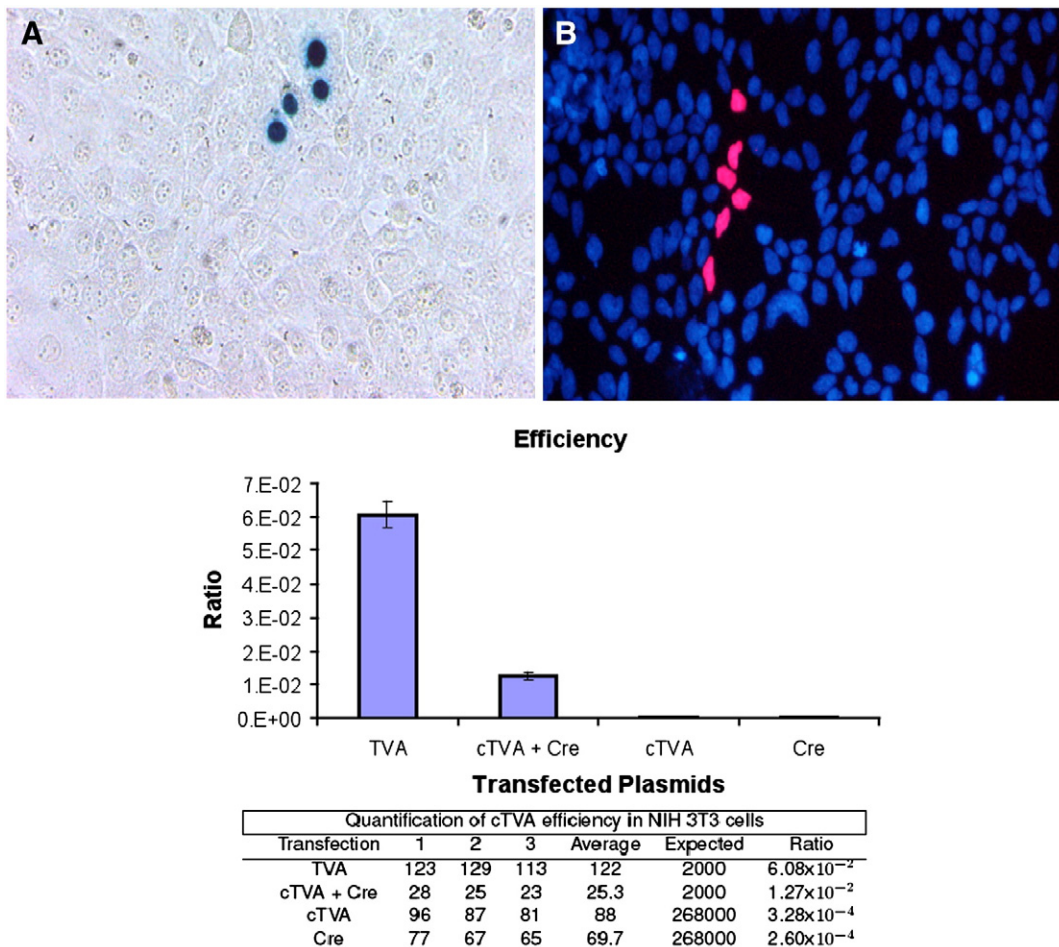 A
B
Efficiency
7.E-02
6.E-02
5.E-02
4.E-02
3.E-02
2.E-02
1.E-02
0.E+00
Ratio
TVA cTVA + Cre cTVA Cre
Transfected Plasmids
Quantification of cTVA efficiency in NIH 3T3 cells
Transfection 1 2 3 Average Expected Ratio
TVA 123 129 113 122 2000 6.08x10⁻²
cTVA + Cre 28 25 23 25.3 2000 1.27x10⁻²
cTVA 96 87 81 88 268000 3.28x10⁻⁴
Cre 77 67 65 69.7 268000 2.60x10⁻⁴